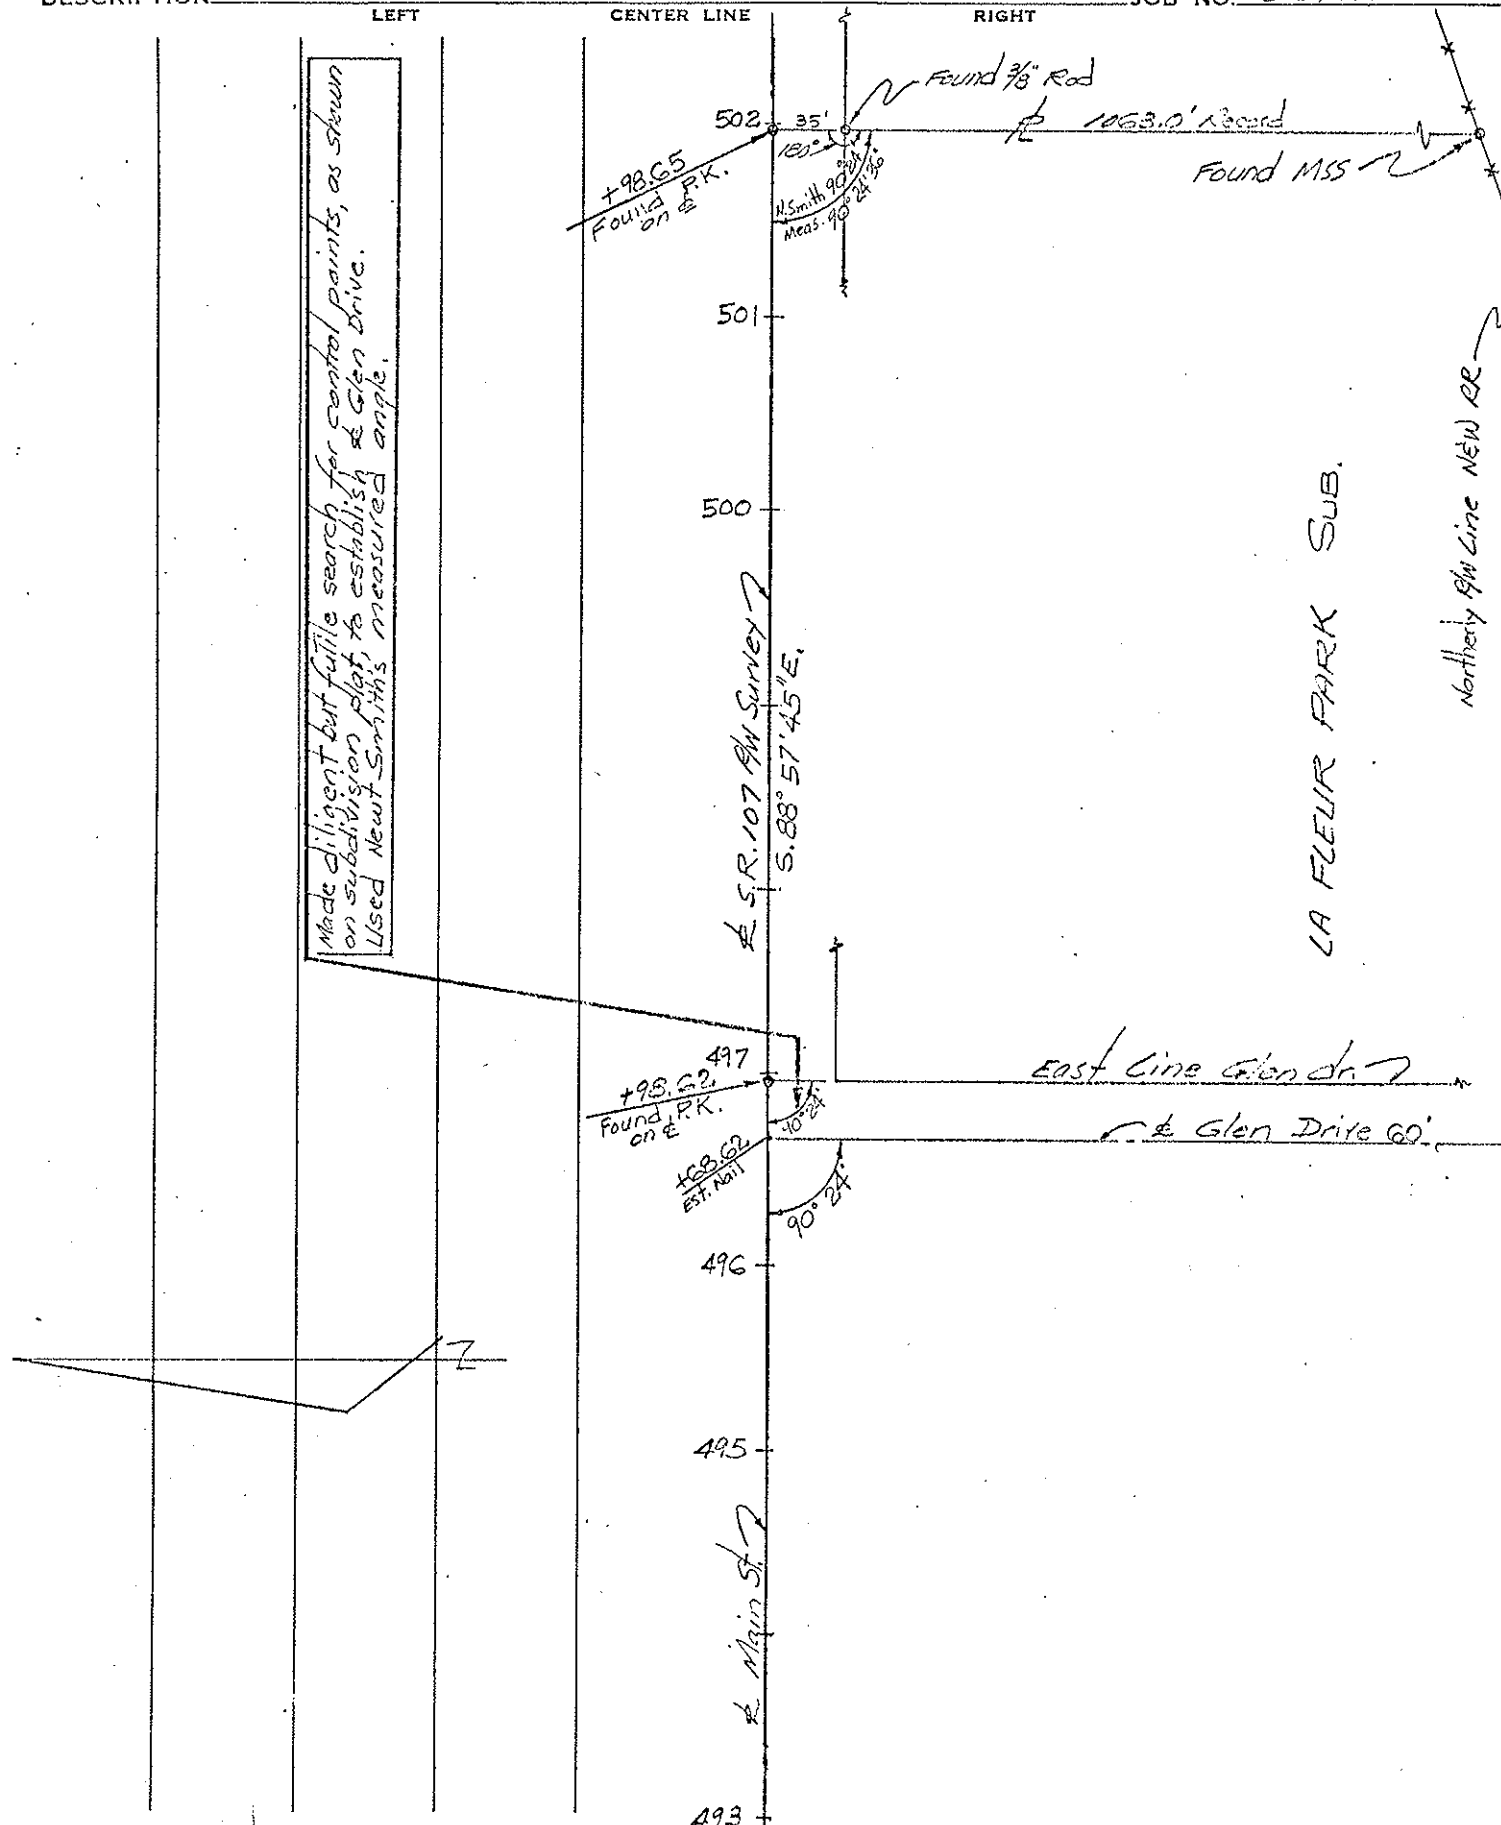 DESCRIPTION
JOB NO.
LEFT
CENTER LINE
RIGHT
Found 3/8" Rod
502
35'
℄ 1063.0' Record
180°
+98.65
Found P.K.
on ℄
N. Smith 90° 24'
Meas. 90° 24' 30"
Found MSS
Made diligent but futile search for control points, as shown
on subdivision plat, to establish ℄ Glen Drive.
Used Newt Smith's measured angle.
501
500
℄ S.R. 107 R/W Survey
S. 88° 57' 45" E.
LA FLEUR PARK SUB.
Northerly R/W Line NEW RR
497
+98.62
Found P.K.
on ℄
East Line Glen dr.
90° 24'
℄ Glen Drive 60'
+68.62
Est. Nail
90° 24'
496
495
℄ Main St.
493